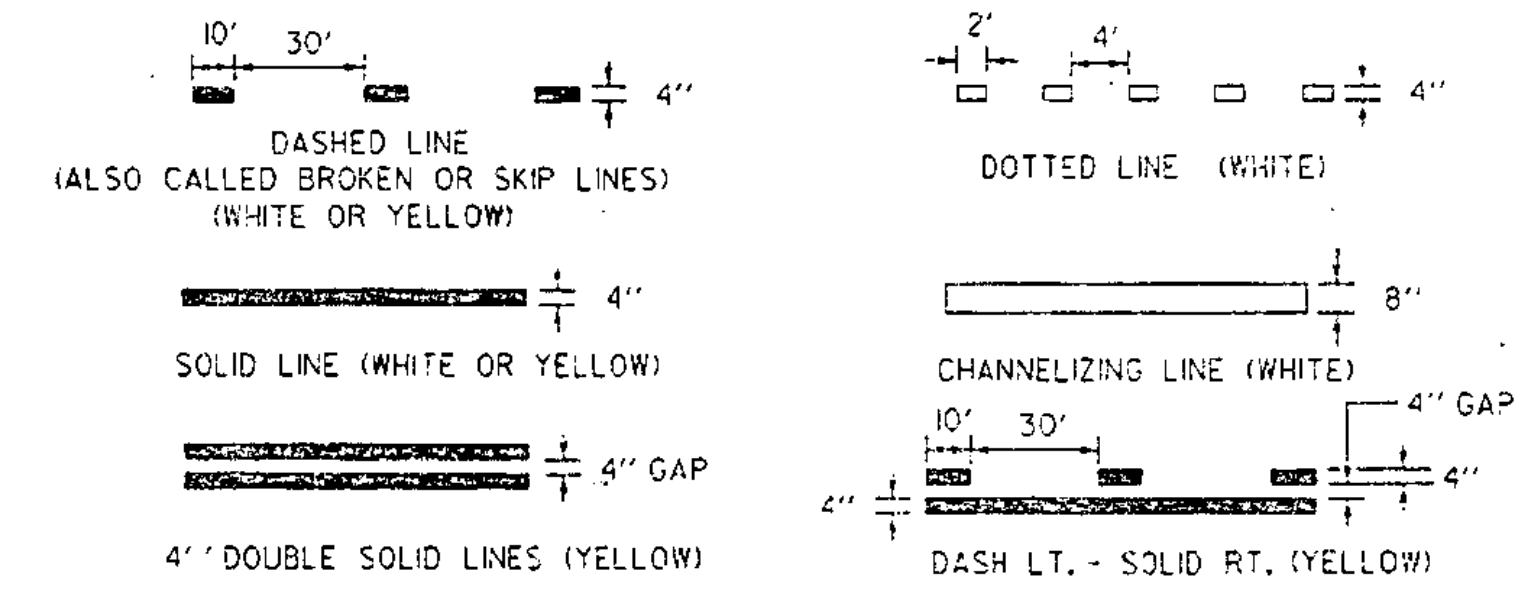 10' 30'
4''
DASHED LINE
(ALSO CALLED BROKEN OR SKIP LINES)
(WHITE OR YELLOW)
2' 4'
4''
DOTTED LINE (WHITE)
4''
SOLID LINE (WHITE OR YELLOW)
8''
CHANNELIZING LINE (WHITE)
4'' GAP
4'' DOUBLE SOLID LINES (YELLOW)
4'' GAP
10' 30'
4''
4''
DASH LT. - SOLID RT. (YELLOW)